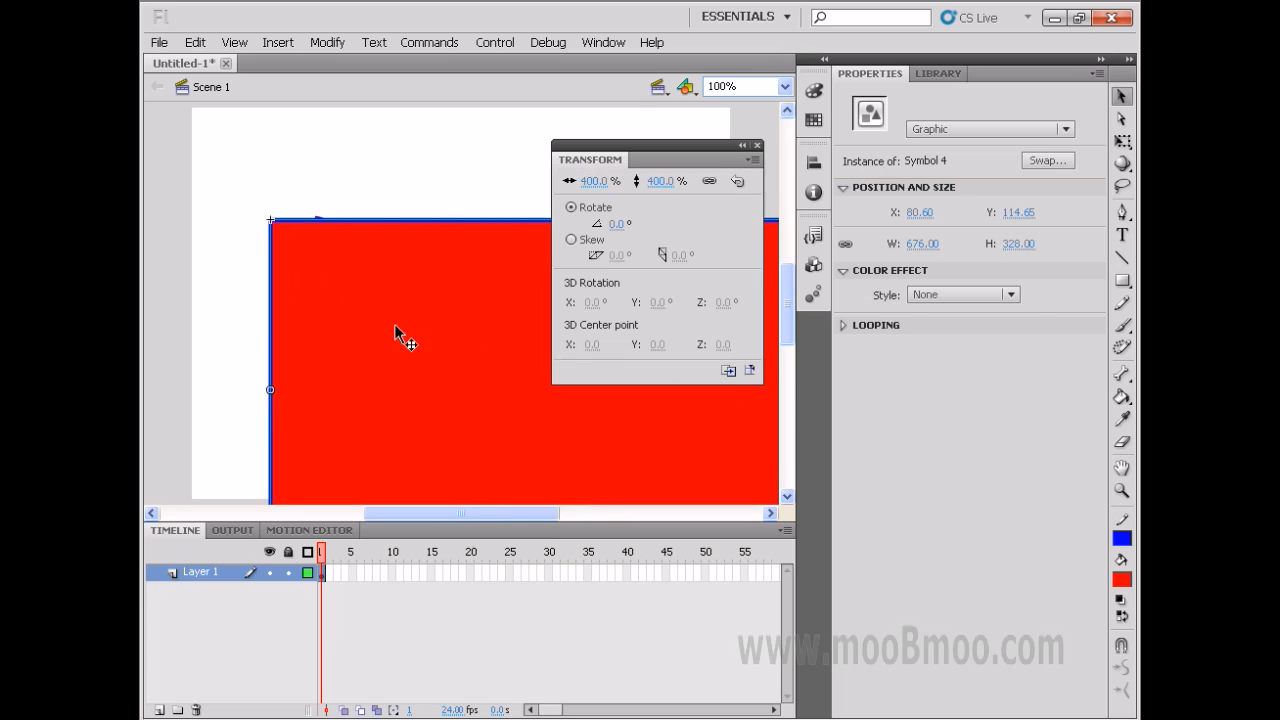 Fl
ESSENTIALS
CS Live
File Edit View Insert Modify Text Commands Control Debug Window Help
Untitled-1*
Scene 1
100%
PROPERTIES LIBRARY
Graphic
Instance of: Symbol 4 Swap...
POSITION AND SIZE
X: 80.60 Y: 114.65
W: 676.00 H: 328.00
COLOR EFFECT
Style: None
LOOPING
TRANSFORM
400.0 % 400.0 %
Rotate
0.0 °
Skew
0.0 ° 0.0 °
3D Rotation
X: 0.0 ° Y: 0.0 ° Z: 0.0 °
3D Center point
X: 0.0 Y: 0.0 Z: 0.0
TIMELINE OUTPUT MOTION EDITOR
1 5 10 15 20 25 30 35 40 45 50 55
Layer 1
1 24.00 fps 0.0 s
www.mooBmoo.com